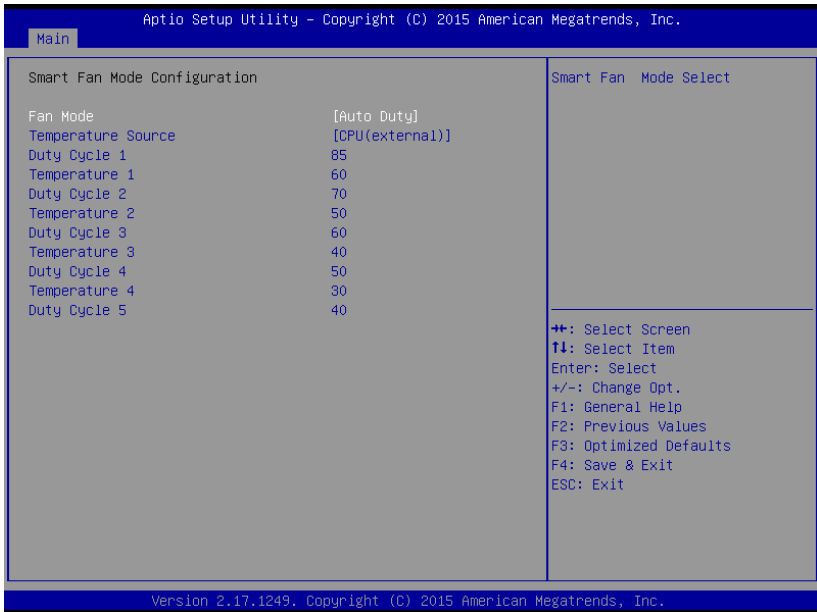 Aptio Setup Utility – Copyright (C) 2015 American Megatrends, Inc.
Main
Smart Fan Mode Configuration
Fan Mode [Auto Duty]
Temperature Source [CPU(external)]
Duty Cycle 1 85
Temperature 1 60
Duty Cycle 2 70
Temperature 2 50
Duty Cycle 3 60
Temperature 3 40
Duty Cycle 4 50
Temperature 4 30
Duty Cycle 5 40
Smart Fan Mode Select
→←: Select Screen
↑↓: Select Item
Enter: Select
+/-: Change Opt.
F1: General Help
F2: Previous Values
F3: Optimized Defaults
F4: Save & Exit
ESC: Exit
Version 2.17.1249. Copyright (C) 2015 American Megatrends, Inc.